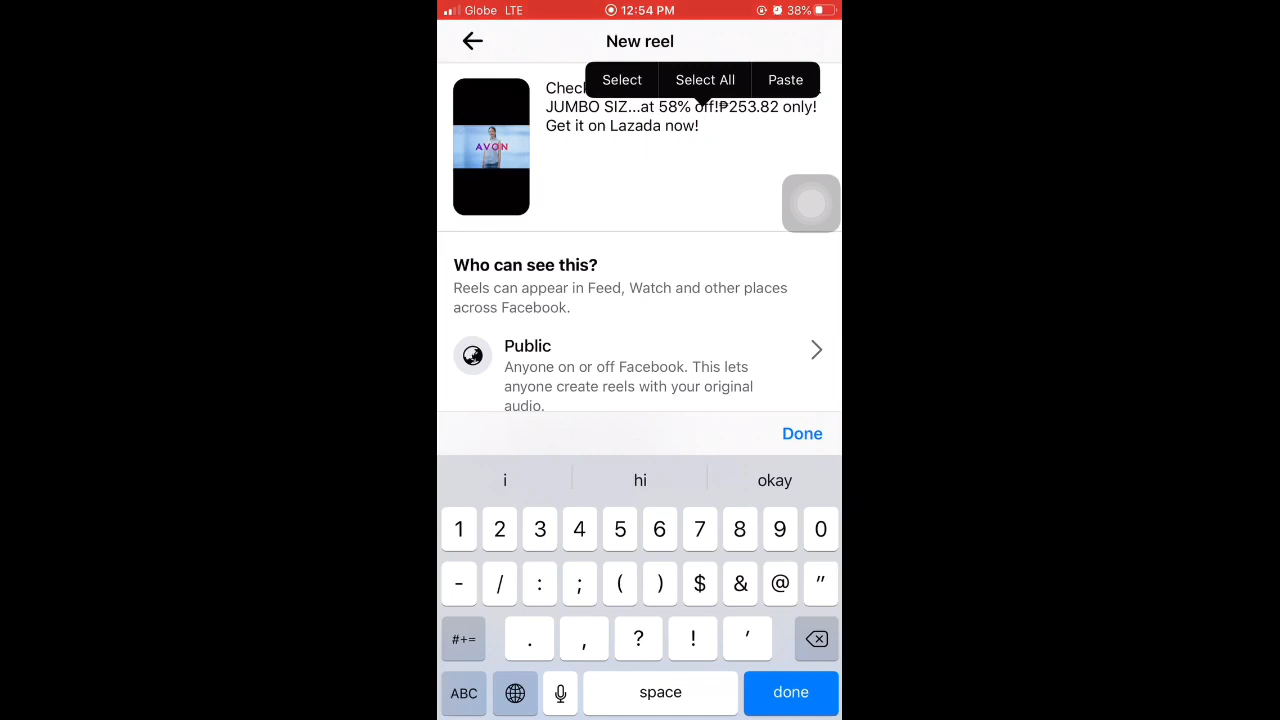 Globe LTE 12:54 PM 38%
New reel
Select Select All Paste
Check
JUMBO SIZ...at 58% off!₱253.82 only!
Get it on Lazada now!
AVON
Who can see this?
Reels can appear in Feed, Watch and other places
across Facebook.
Public
Anyone on or off Facebook. This lets
anyone create reels with your original
audio.
Done
i hi okay
1 2 3 4 5 6 7 8 9 0
- / : ; ( ) $ & @ "
#+= . , ? ! '
ABC space done